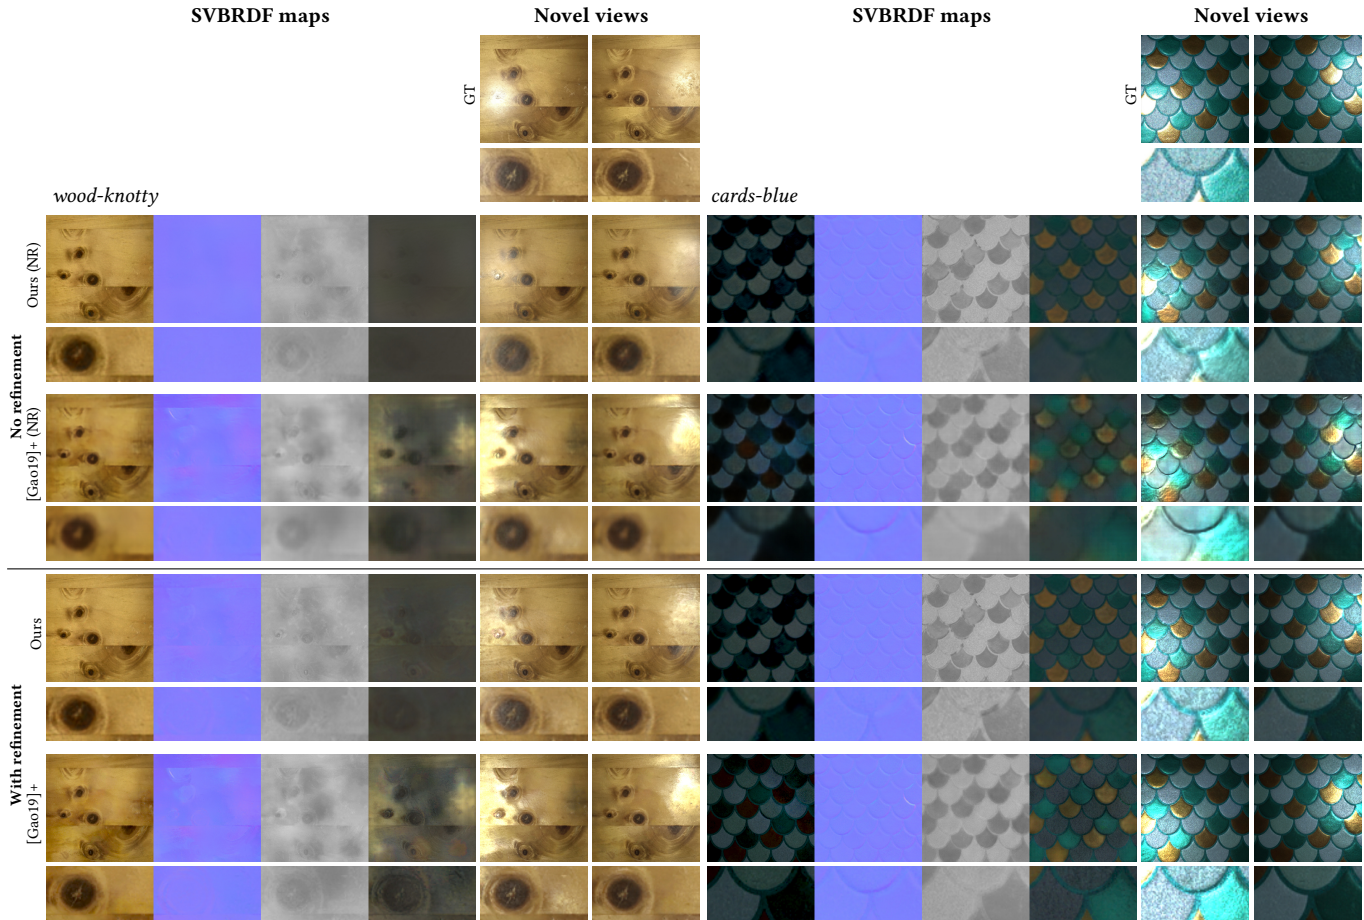 SVBRDF maps
Novel views
SVBRDF maps
Novel views
GT
GT
wood-knotty
cards-blue
No refinement
Ours (NR)
[Gao19]+ (NR)
With refinement
Ours
[Gao19]+